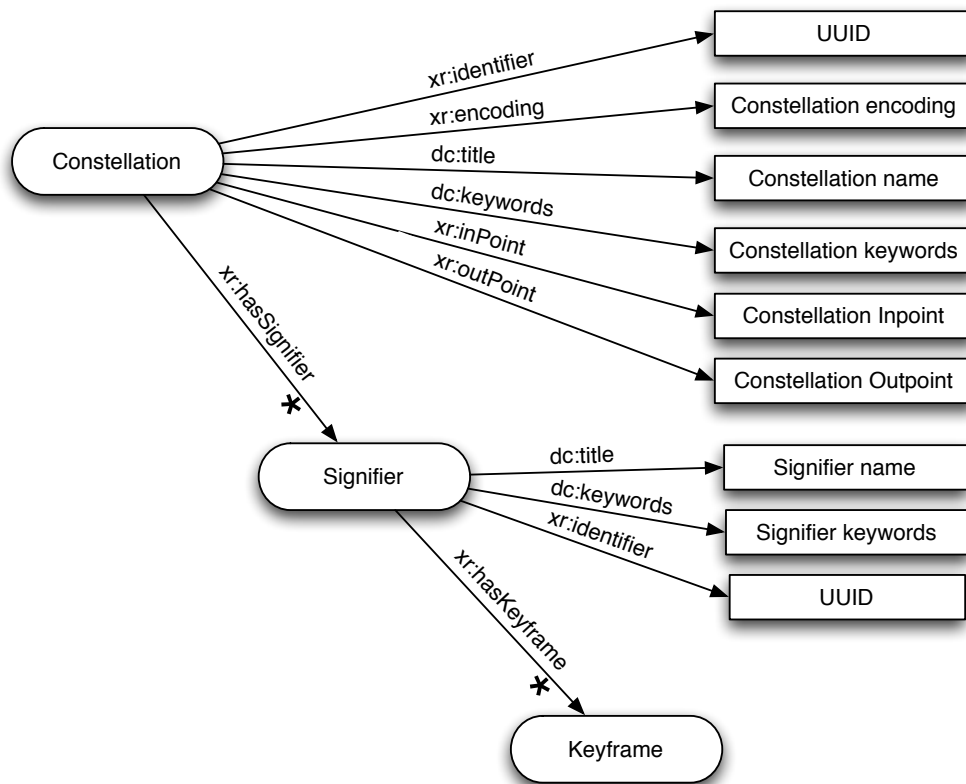 UUID
xr:identifier
Constellation encoding
xr:encoding
Constellation
dc:title
Constellation name
dc:keywords
Constellation keywords
xr:inPoint
Constellation Inpoint
xr:outPoint
Constellation Outpoint
xr:hasSignifier
*
Signifier
dc:title
Signifier name
dc:keywords
Signifier keywords
xr:identifier
UUID
xr:hasKeyframe
*
Keyframe